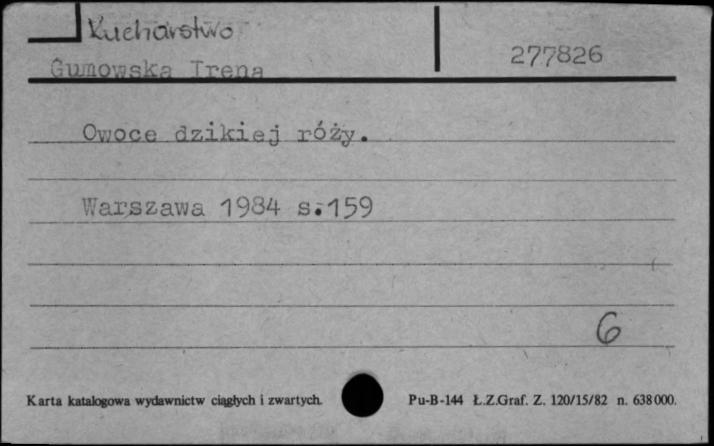 Kucharstwo
Gumowska Irena
277826
Owoce dzikiej róży.
Warszawa 1984 s.159
6
Karta katalogowa wydawnictw ciągłych i zwartych. Pu-B-144 Ł.Z.Graf. Z. 120/15/82 n. 638000.